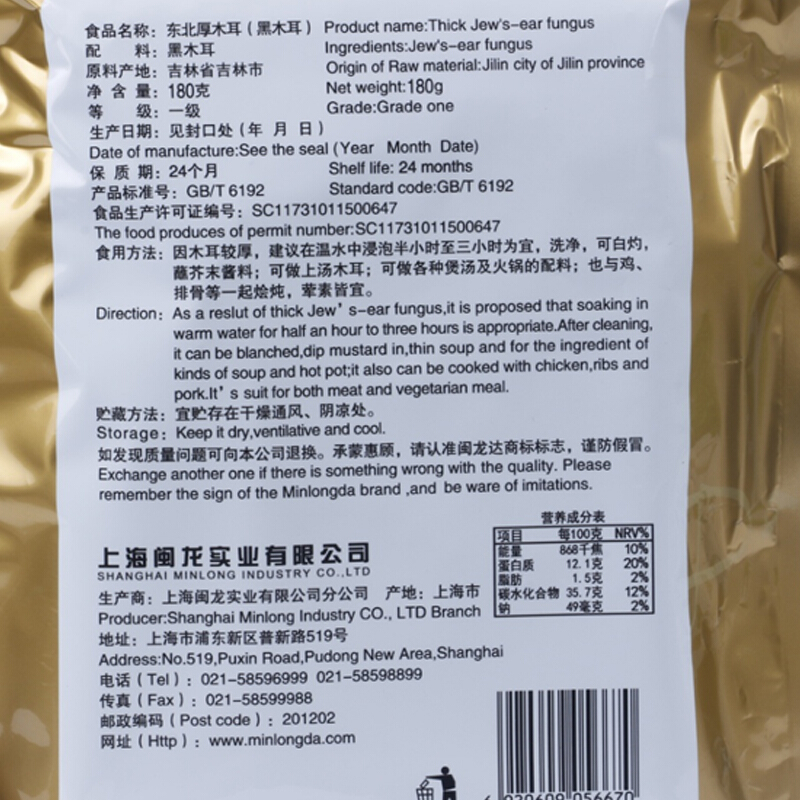 食品名称：东北厚木耳（黑木耳） Product name:Thick Jew's-ear fungus
配 料：黑木耳 Ingredients:Jew's-ear fungus
原料产地：吉林省吉林市 Origin of Raw material:Jilin city of Jilin province
净 含 量：180克 Net weight:180g
等 级：一级 Grade:Grade one
生产日期：见封口处（年 月 日）
Date of manufacture:See the seal (Year Month Date)
保 质 期：24个月 Shelf life: 24 months
产品标准号：GB/T 6192 Standard code:GB/T 6192
食品生产许可证编号：SC11731011500647
The food produces of permit number:SC11731011500647
食用方法：因木耳较厚，建议在温水中浸泡半小时至三小时为宜，洗净，可白灼，
蘸芥末酱料；可做上汤木耳；可做各种煲汤及火锅的配料；也与鸡、
排骨等一起烩炖，荤素皆宜。
Direction: As a reslut of thick Jew' s-ear fungus,it is proposed that soaking in
warm water for half an hour to three hours is appropriate.After cleaning,
it can be blanched,dip mustard in,thin soup and for the ingredient of
kinds of soup and hot pot;it also can be cooked with chicken,ribs and
pork.It' s suit for both meat and vegetarian meal.
贮藏方法：宜贮存在干燥通风、阴凉处。
Storage: Keep it dry,ventilative and cool.
如发现质量问题可向本公司退换。承蒙惠顾，请认准闽龙达商标标志，谨防假冒。
Exchange another one if there is something wrong with the quality. Please
remember the sign of the Minlongda brand ,and be ware of imitations.
上海闽龙实业有限公司
SHANGHAI MINLONG INDUSTRY CO.,LTD
生产商：上海闽龙实业有限公司分公司 产地：上海市
Producer:Shanghai Minlong Industry CO., LTD Branch
地址：上海市浦东新区普新路519号
Address:No.519,Puxin Road,Pudong New Area,Shanghai
电话（Tel）：021-58596999 021-58598899
传真（Fax）：021-58599988
邮政编码（Post code）：201202
网址（Http）：www.minlongda.com
营养成分表
项目 每100克 NRV%
能量 868千焦 10%
蛋白质 12.1克 20%
脂肪 1.5克 2%
碳水化合物 35.7克 12%
钠 49毫克 2%